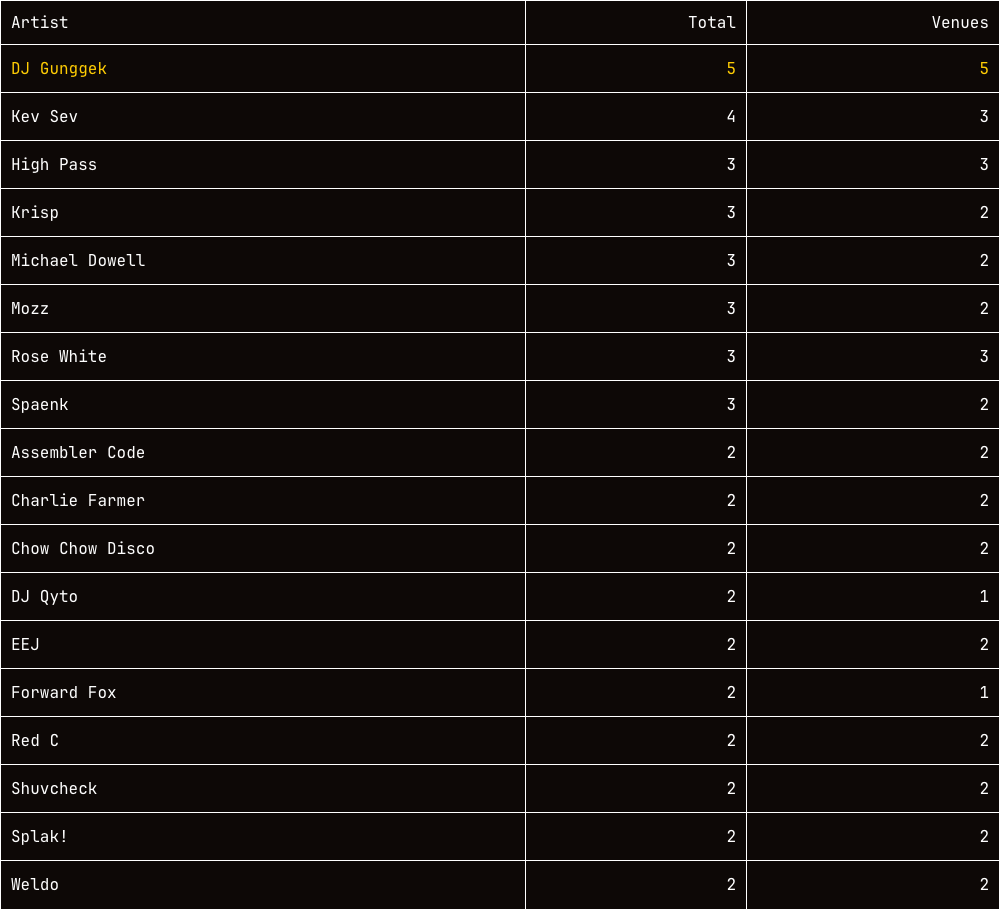 Artist Total Venues
DJ Gunggek 5 5
Kev Sev 4 3
High Pass 3 3
Krisp 3 2
Michael Dowell 3 2
Mozz 3 2
Rose White 3 3
Spaenk 3 2
Assembler Code 2 2
Charlie Farmer 2 2
Chow Chow Disco 2 2
DJ Qyto 2 1
EEJ 2 2
Forward Fox 2 1
Red C 2 2
Shuvcheck 2 2
Splak! 2 2
Weldo 2 2